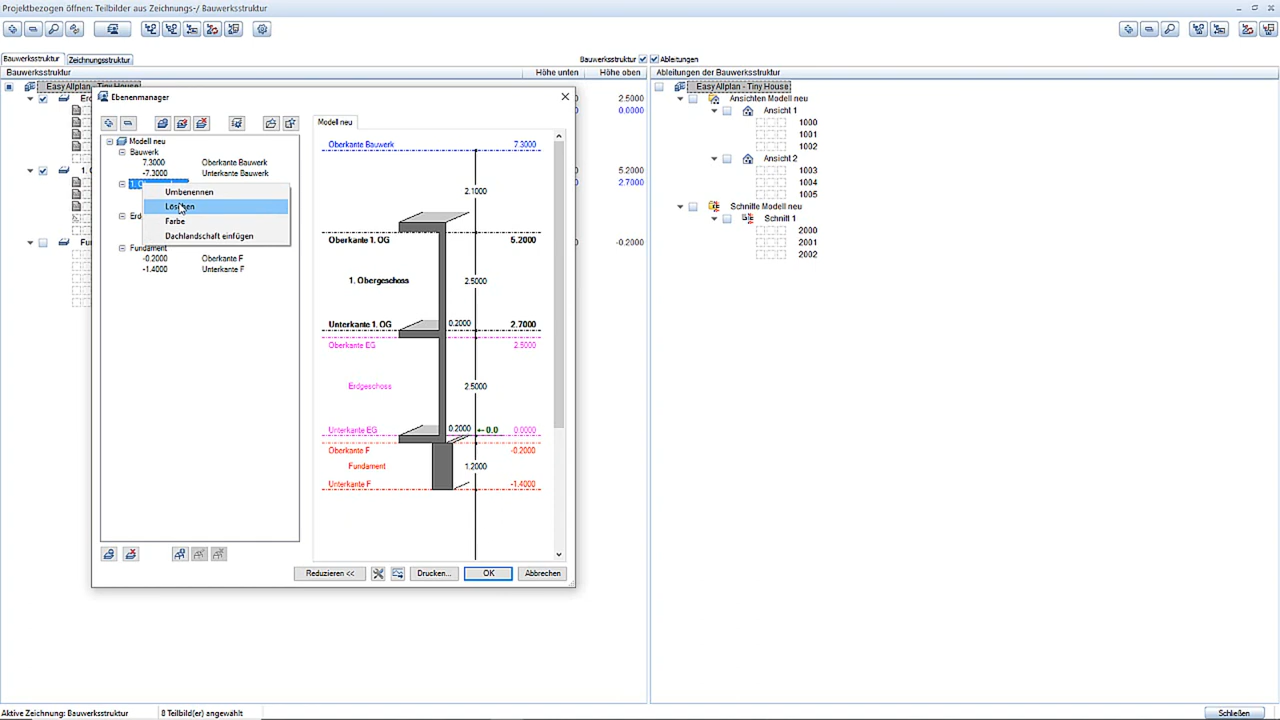 Projektbezogen öffnen: Teilbilder aus Zeichnungs-/ Bauwerksstruktur
Bauwerksstruktur
Zeichnungsstruktur
Bauwerksstruktur
Ableitungen
Bauwerksstruktur
Höhe unten
Höhe oben
Ableitungen der Bauwerksstruktur
Easy Allplan - Tiny House
2.5000
0.0000
5.2000
2.7000
-0.2000
Ebenenmanager
Modell neu
Bauwerk
7.3000 Oberkante Bauwerk
-7.3000 Unterkante Bauwerk
Umbenennen
Löschen
Farbe
Dachlandschaft einfügen
Fundament
-0.2000 Oberkante F
-1.4000 Unterkante F
Modell neu
Oberkante Bauwerk 7.3000
2.1000
Oberkante 1. OG 5.2000
1. Obergeschoss 2.5000
Unterkante 1. OG 0.2000 2.7000
Oberkante EG 2.5000
Erdgeschoss 2.5000
Unterkante EG 0.2000 +-0.0 0.0000
Oberkante F -0.2000
Fundament 1.2000
Unterkante F -1.4000
Reduzieren <<
Drucken...
OK
Abbrechen
Easy Allplan - Tiny House
Ansichten Modell neu
Ansicht 1
1000
1001
1002
Ansicht 2
1003
1004
1005
Schnitte Modell neu
Schnitt 1
2000
2001
2002
Aktive Zeichnung: Bauwerksstruktur
8 Teilbild(er) angewählt
Schließen